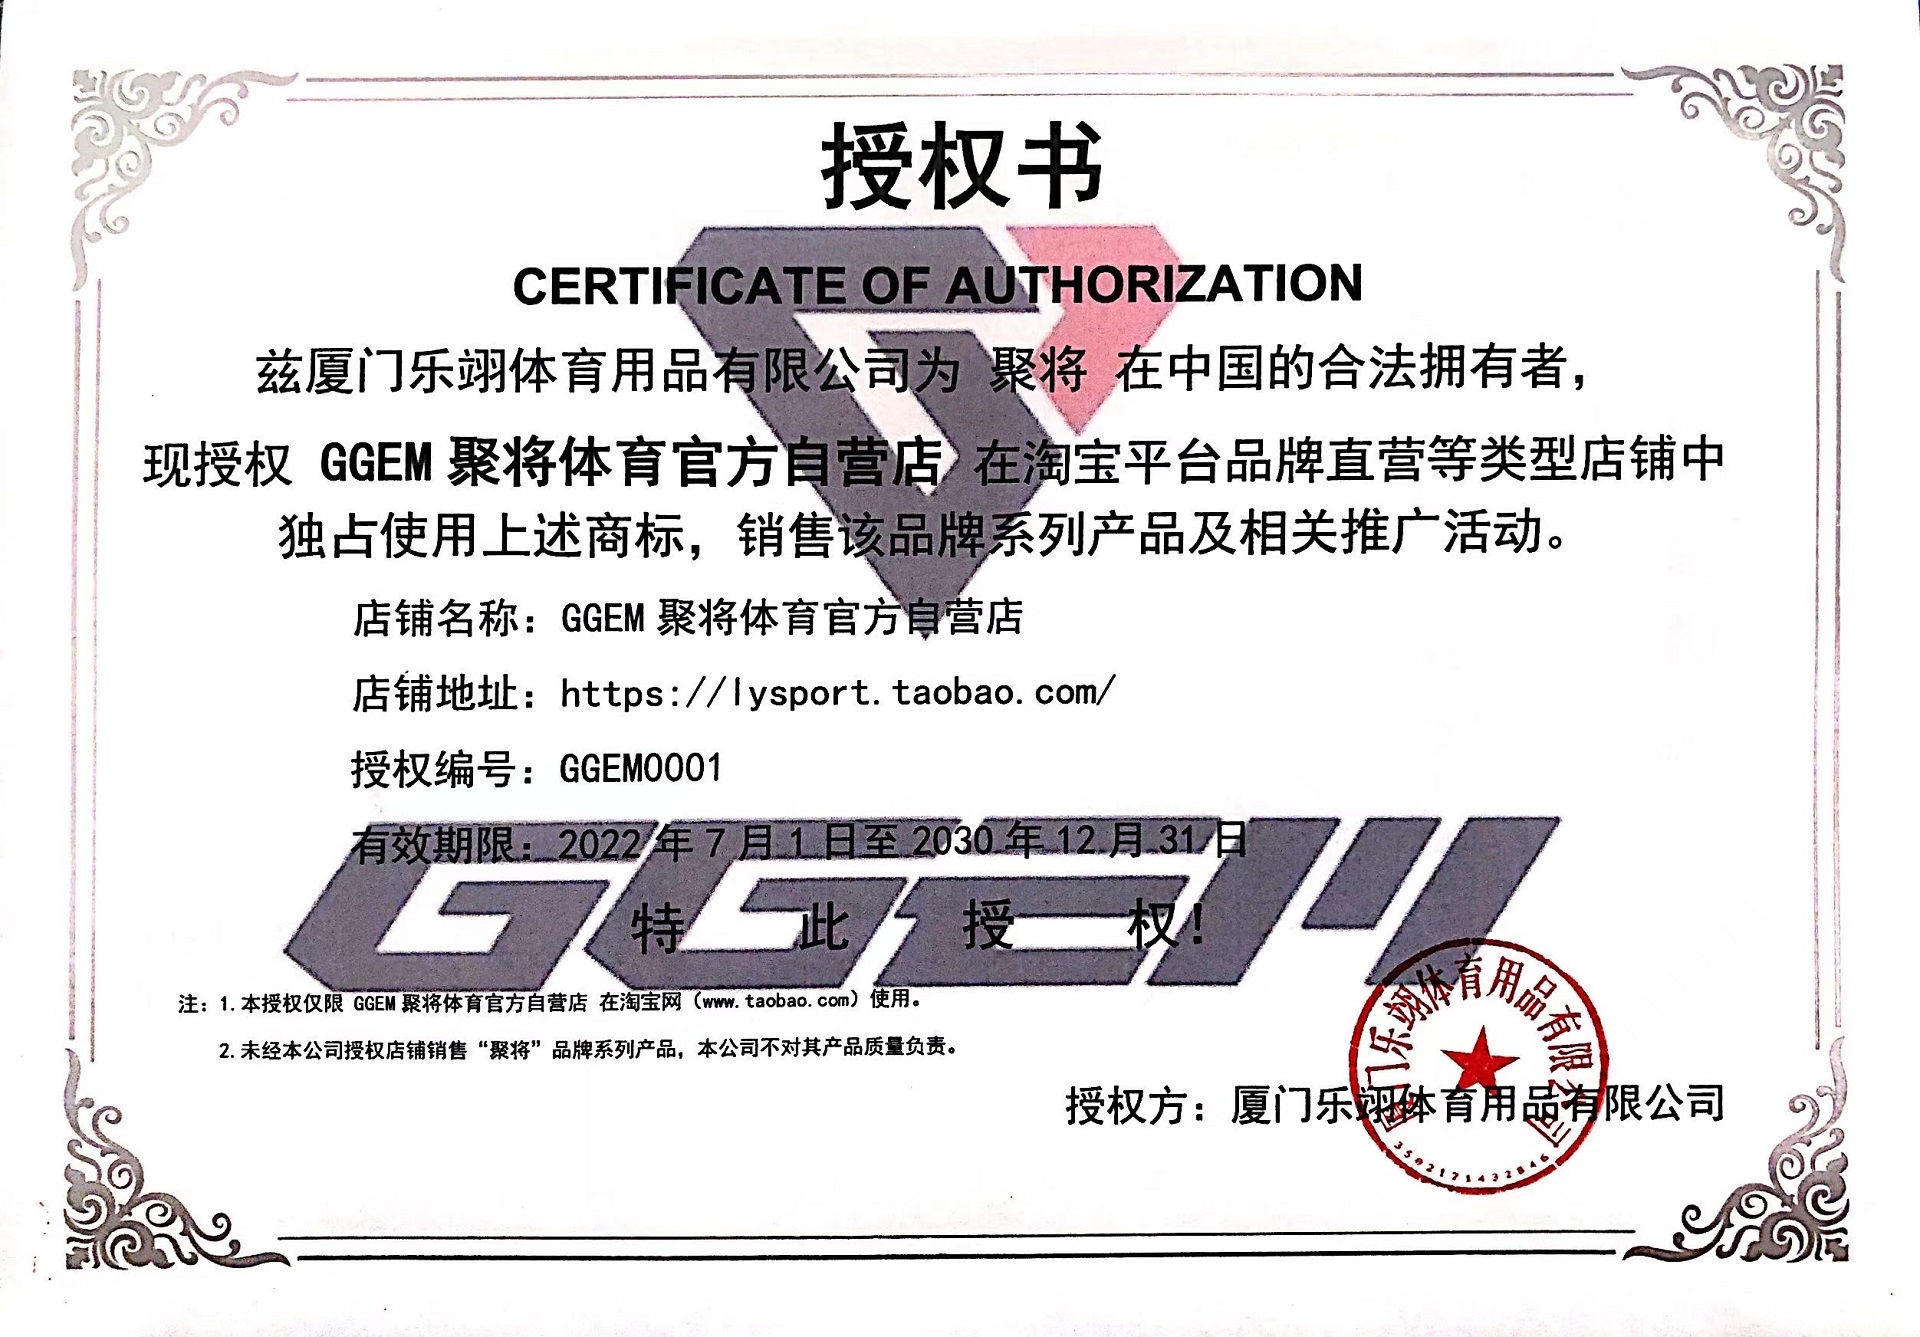 授权书
CERTIFICATE OF AUTHORIZATION
兹厦门乐翊体育用品有限公司为 聚将 在中国的合法拥有者，
现授权 GGEM 聚将体育官方自营店 在淘宝平台品牌直营等类型店铺中
独占使用上述商标，销售该品牌系列产品及相关推广活动。
店铺名称：GGEM 聚将体育官方自营店
店铺地址：https://lysport.taobao.com/
授权编号：GGEM0001
有效期限：2022 年 7 月 1 日至 2030 年 12 月 31 日
GGEM
特 此 授 权！
注：1.本授权仅限 GGEM 聚将体育官方自营店 在淘宝网（www.taobao.com）使用。
2.未经本公司授权店铺销售“聚将”品牌系列产品，本公司不对其产品质量负责。
授权方：厦门乐翊体育用品有限公司
厦门乐翊体育用品有限公司
3502171432846